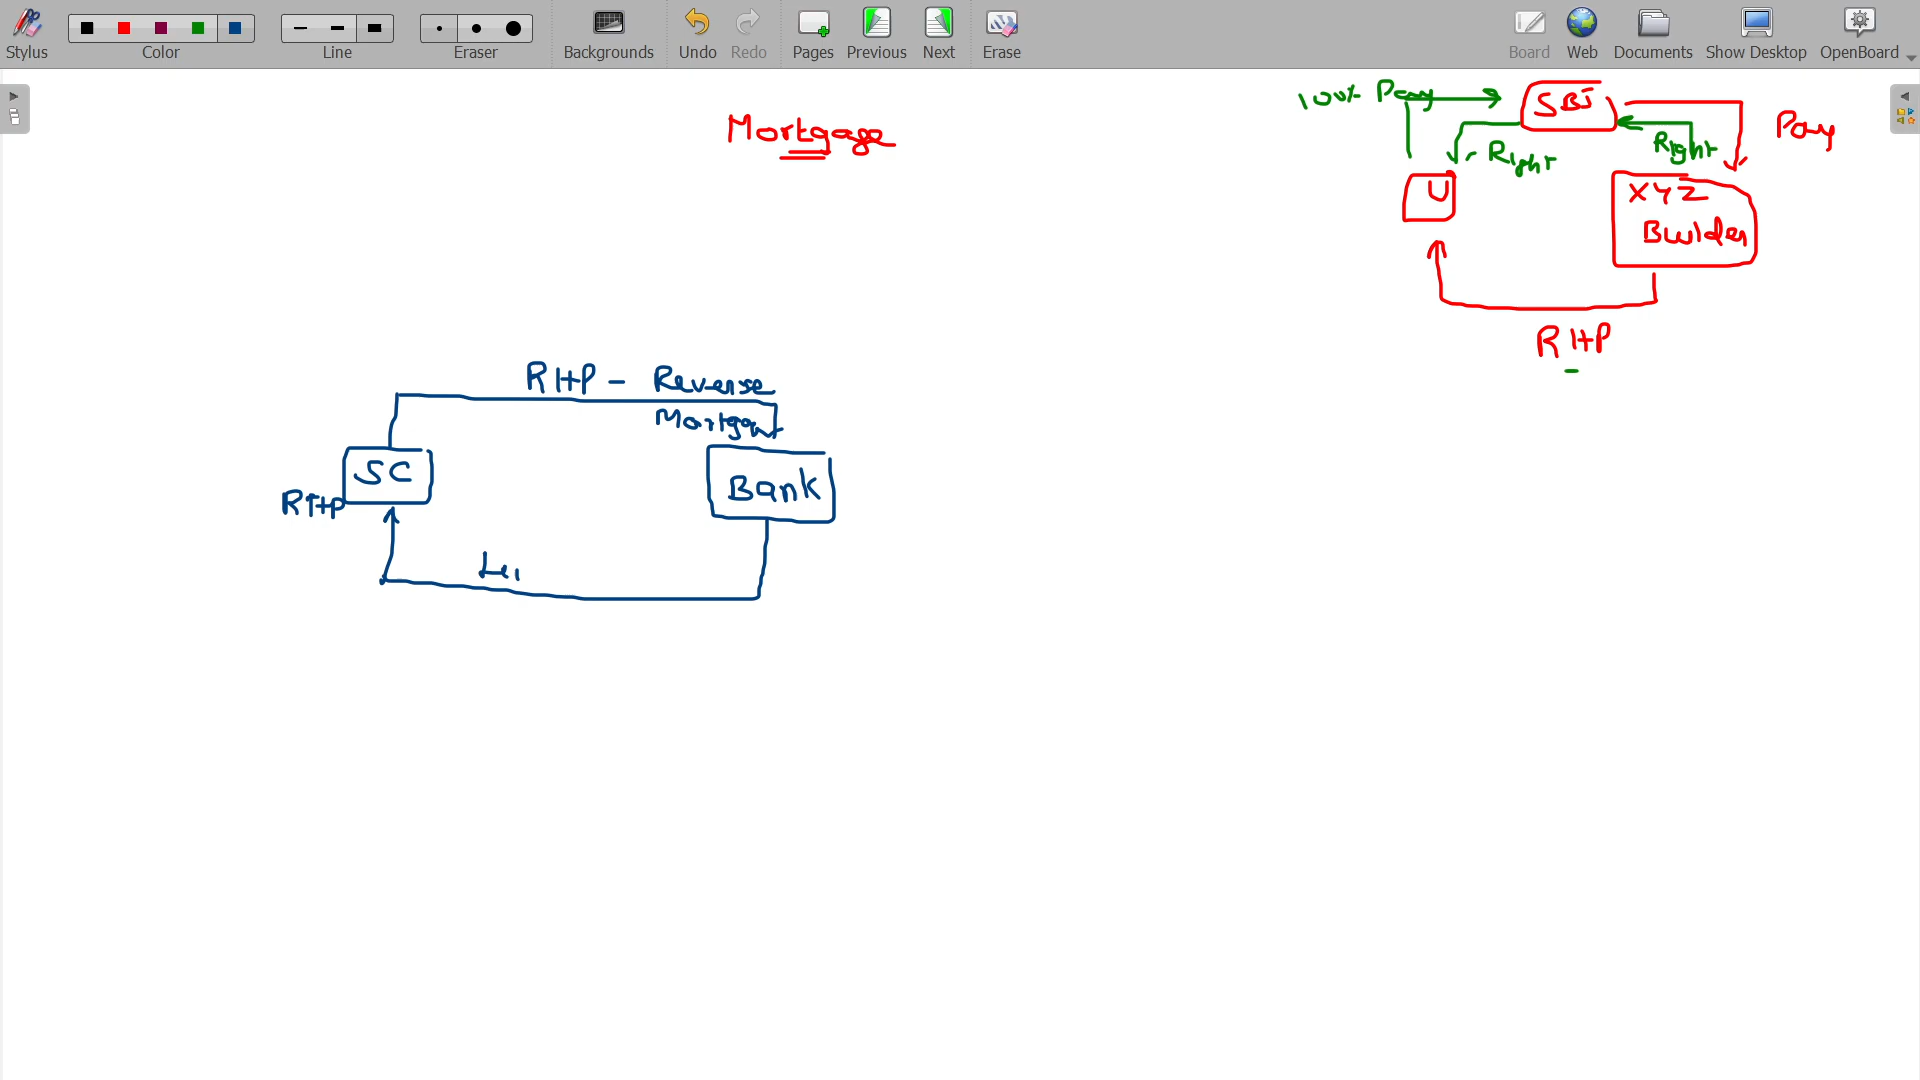 Stylus Color Line Eraser Backgrounds Undo Redo Pages Previous Next Erase Board Web Documents Show Desktop OpenBoard
Mortgage
100% Pay
SBI
Pay
Right
Right
U
XYZ
Builder
RHP
RHP - Reverse
Mortgag
SC
Bank
RHP